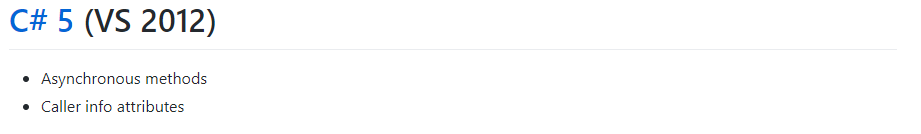 C# 5 (VS 2012)
Asynchronous methods
Caller info attributes